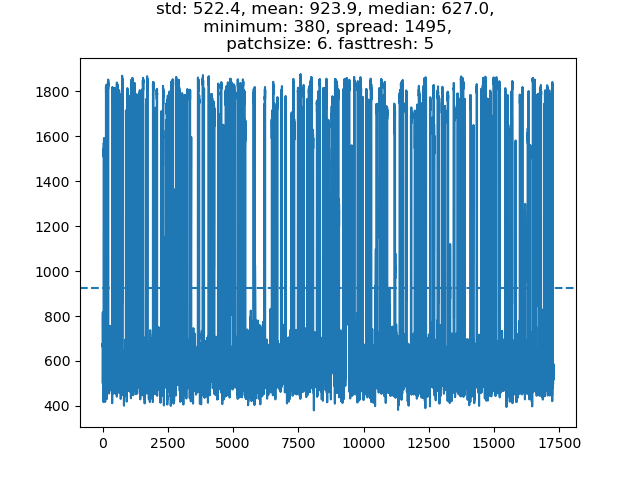 std: 522.4, mean: 923.9, median: 627.0,
minimum: 380, spread: 1495,
patchsize: 6. fasttresh: 5
1800
1600
1400
1200
1000
800
600
400
0 2500 5000 7500 10000 12500 15000 17500